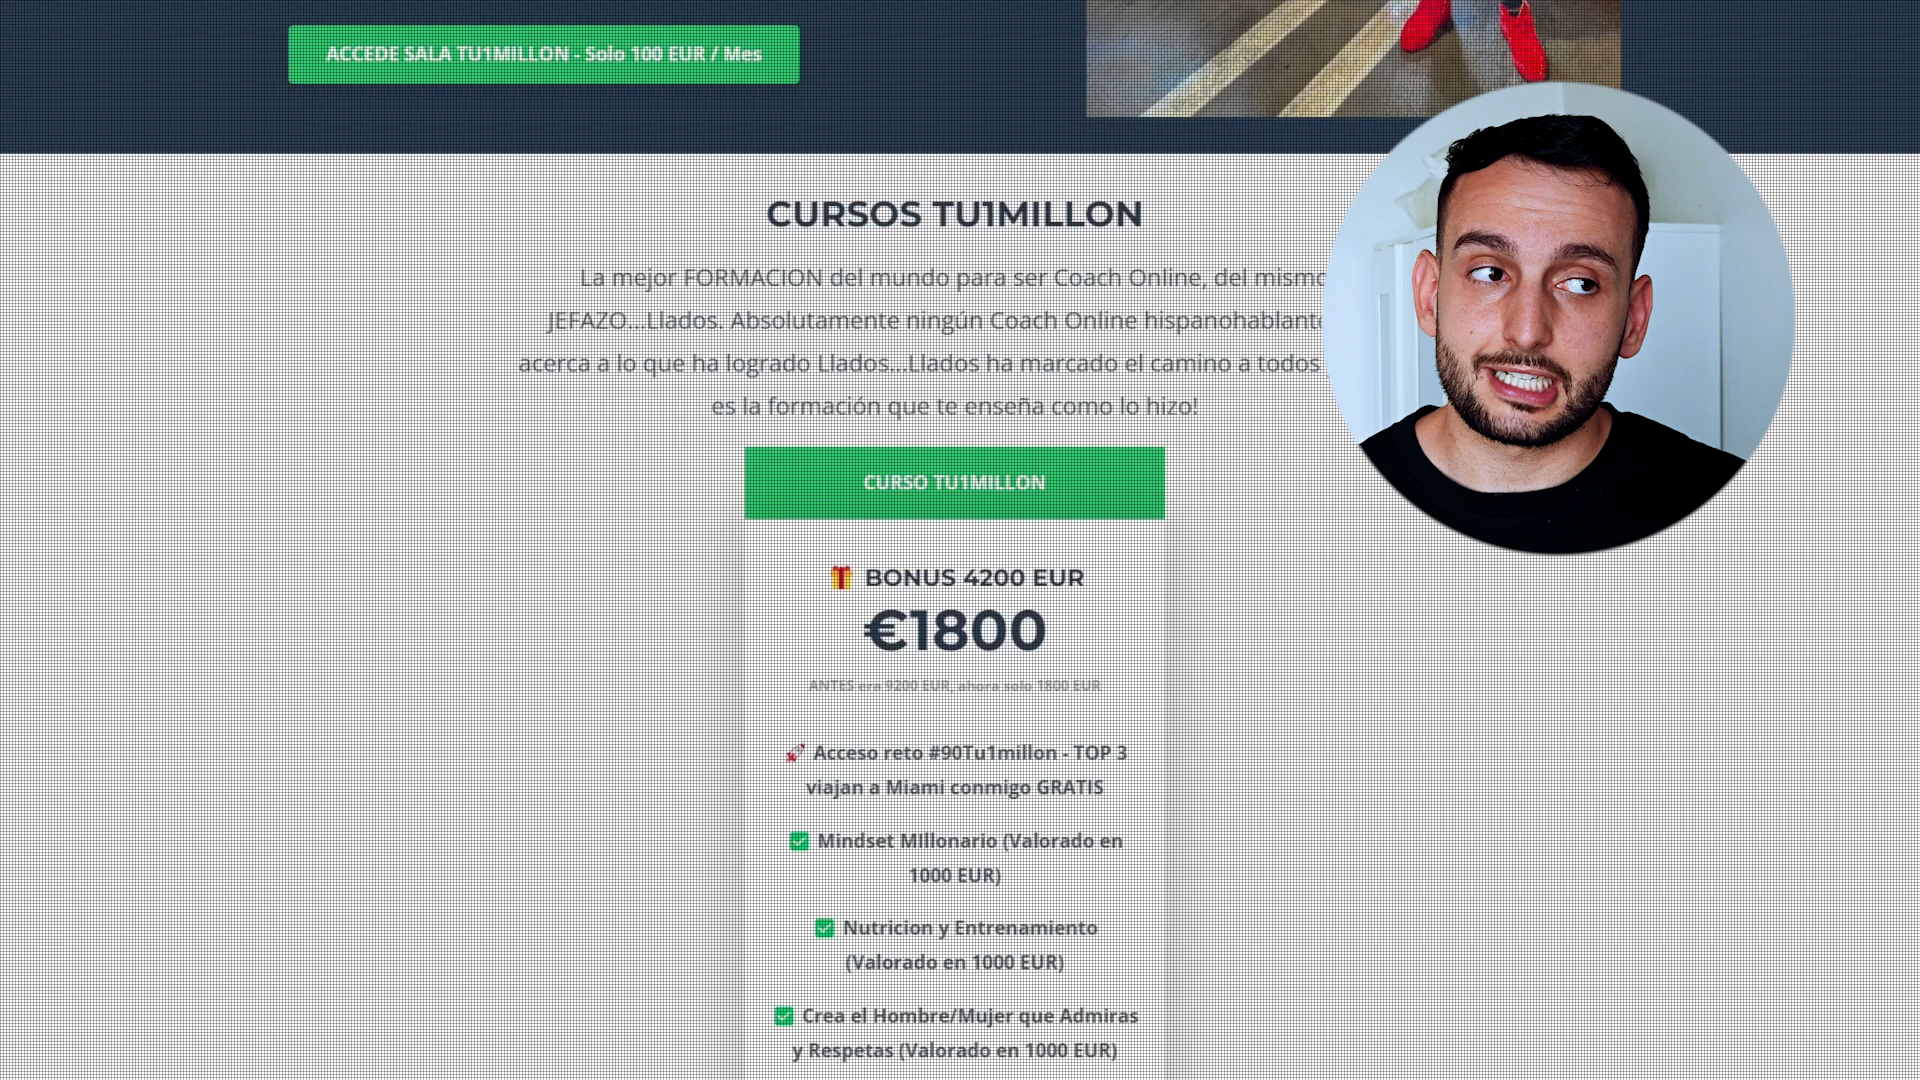 ACCEDE SALA TU1MILLON - Solo 100 EUR / Mes
CURSOS TU1MILLON
La mejor FORMACION del mundo para ser Coach Online, del mismo
JEFAZO...Llados. Absolutamente ningún Coach Online hispanohablante
acerca a lo que ha logrado Llados...Llados ha marcado el camino a todos
es la formación que te enseña como lo hizo!
CURSO TU1MILLON
🎁 BONUS 4200 EUR
€1800
ANTES era 9200 EUR, ahora solo 1800 EUR
🚀 Acceso reto #90Tu1millon - TOP 3
viajan a Miami conmigo GRATIS
✅ Mindset MIllonario (Valorado en
1000 EUR)
✅ Nutricion y Entrenamiento
(Valorado en 1000 EUR)
✅ Crea el Hombre/Mujer que Admiras
y Respetas (Valorado en 1000 EUR)